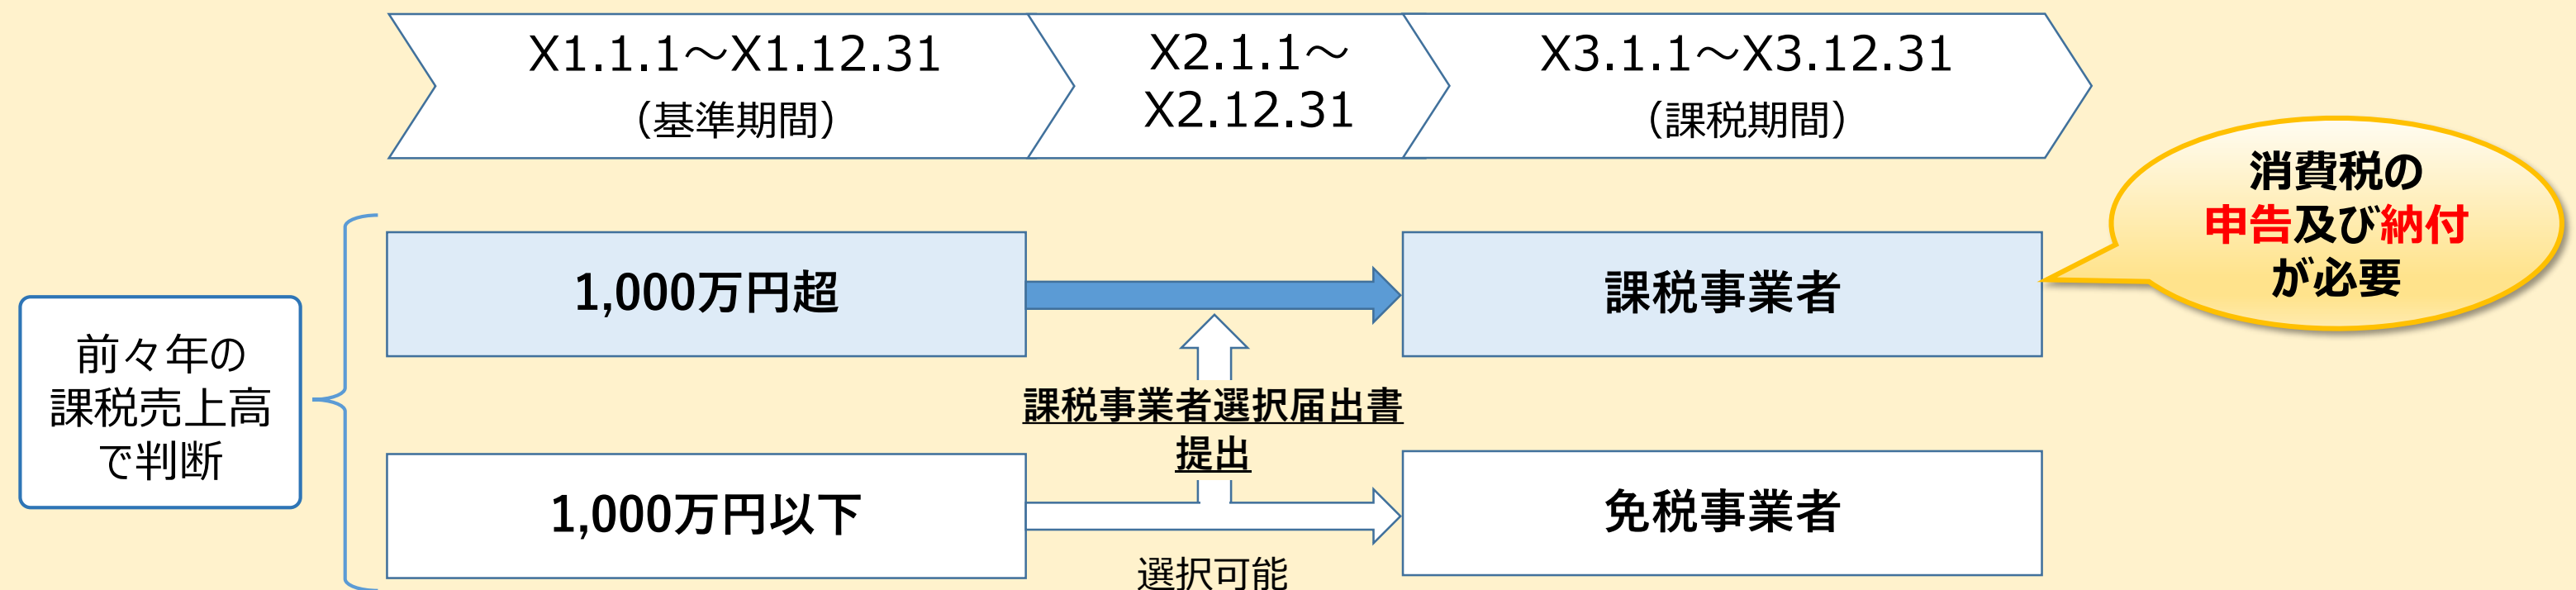 X1.1.1～X1.12.31
（基準期間）
X2.1.1～
X2.12.31
X3.1.1～X3.12.31
（課税期間）
消費税の
申告及び納付
が必要
前々年の
課税売上高
で判断
1,000万円超
課税事業者
課税事業者選択届出書
提出
1,000万円以下
免税事業者
選択可能